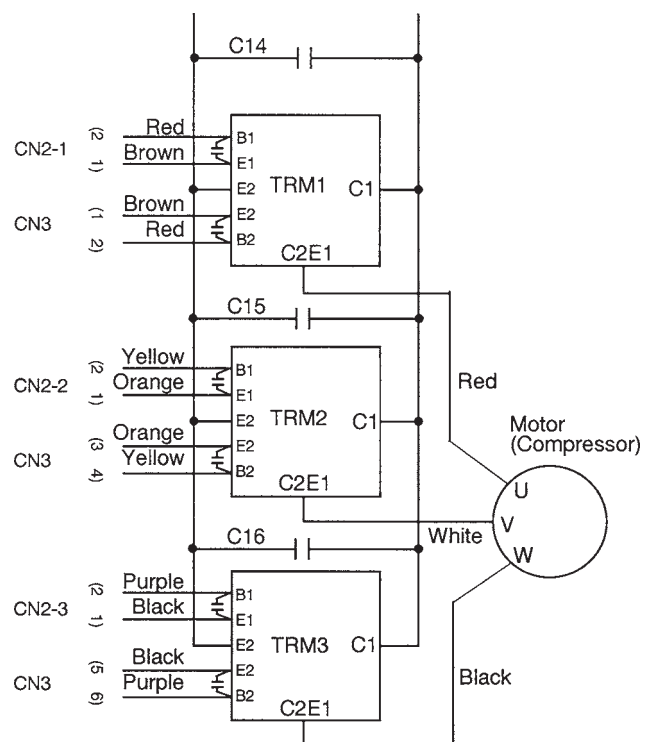 C14
CN2-1 (2 Red B1
1) Brown E1
E2 TRM1 C1
CN3 (1 Brown E2
2) Red B2
C2E1
C15
CN2-2 (2 Yellow B1
1) Orange E1
E2 TRM2 C1
CN3 (3 Orange E2
4) Yellow B2
C2E1
Red
Motor
(Compressor)
U
V
W
White
C16
CN2-3 (2 Purple B1
1) Black E1
E2 TRM3 C1
CN3 (5 Black E2
6) Purple B2
C2E1
Black